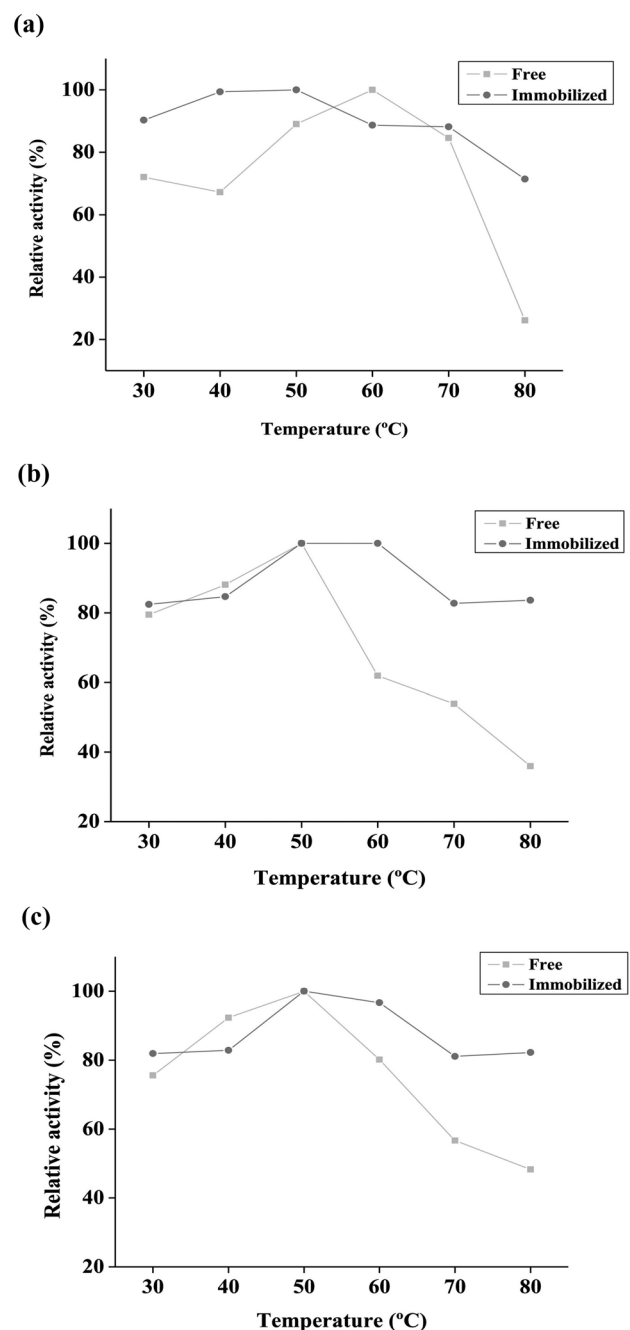 (a)
Free
Immobilized
100
80
60
40
20
Relative activity (%)
30 40 50 60 70 80
Temperature (ºC)
(b)
Free
Immobilized
100
80
60
40
20
Relative activity (%)
30 40 50 60 70 80
Temperature (ºC)
(c)
Free
Immobilized
100
80
60
40
20
Relative activity (%)
30 40 50 60 70 80
Temperature (ºC)